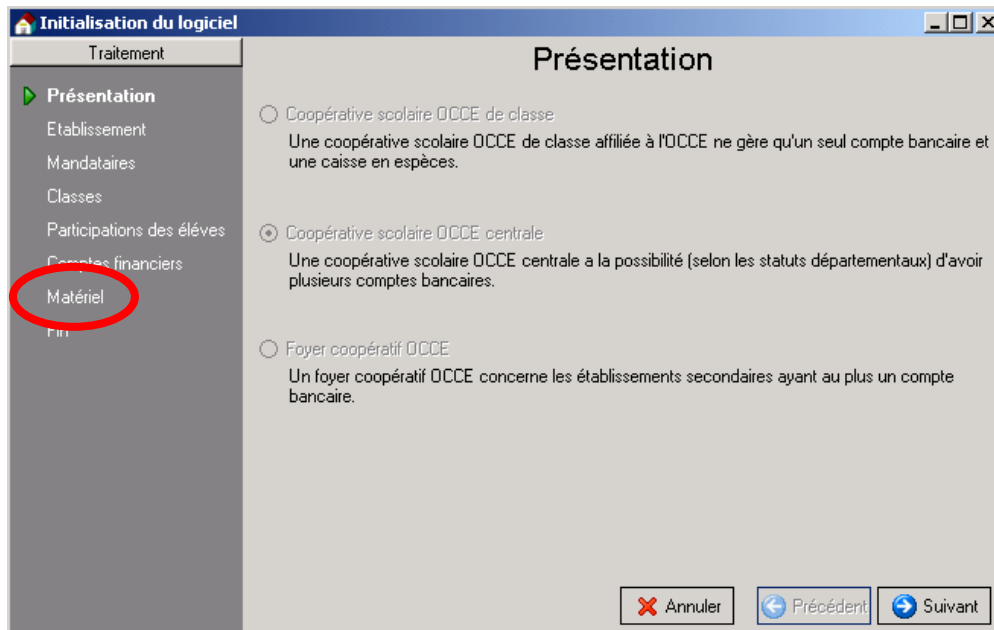 Initialisation du logiciel
Traitement
Présentation
Etablissement
Mandataires
Classes
Participations des éléves
Comptes financiers
Matériel
Fin
Présentation
Coopérative scolaire OCCE de classe
Une coopérative scolaire OCCE de classe affiliée à l'OCCE ne gère qu'un seul compte bancaire et
une caisse en espèces.
Coopérative scolaire OCCE centrale
Une coopérative scolaire OCCE centrale a la possibilité (selon les statuts départementaux) d'avoir
plusieurs comptes bancaires.
Foyer coopératif OCCE
Un foyer coopératif OCCE concerne les établissements secondaires ayant au plus un compte
bancaire.
Annuler
Précédent
Suivant